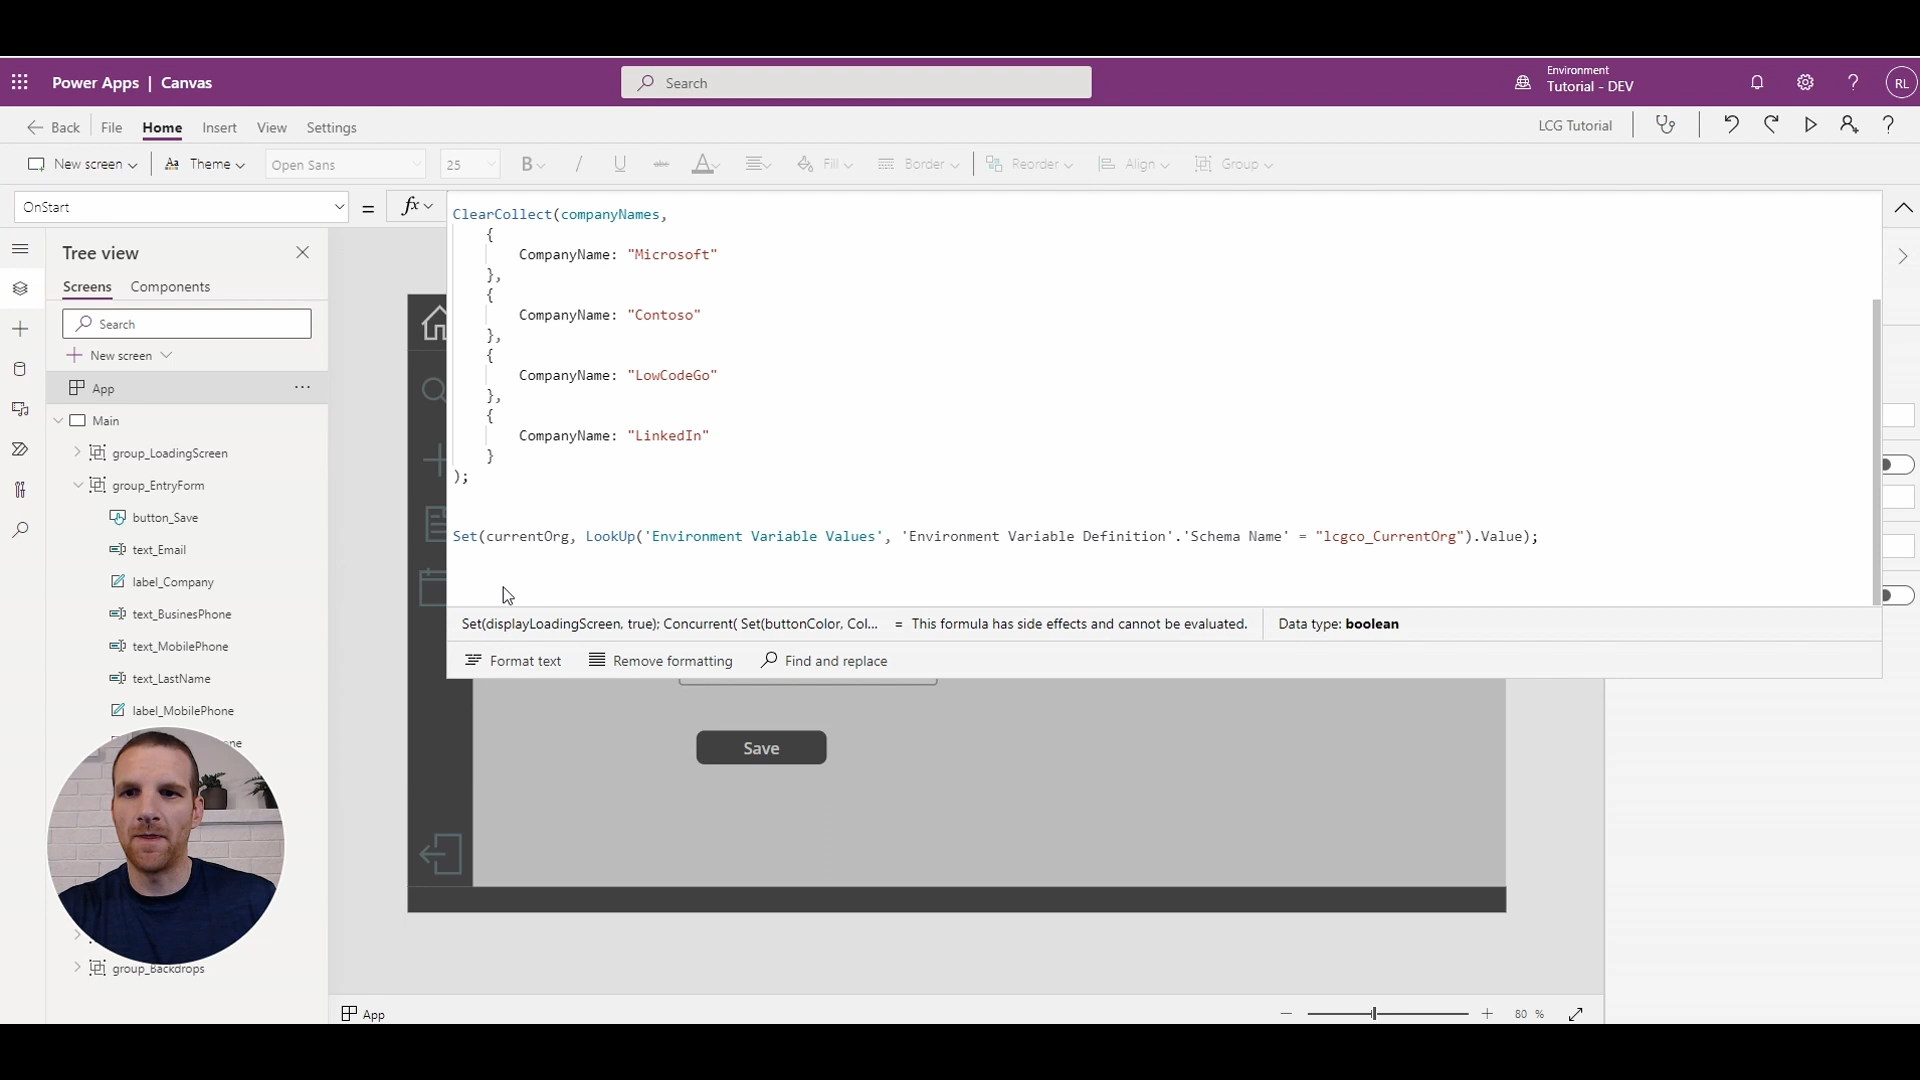 Power Apps | Canvas
Search
Environment
Tutorial - DEV
RL
Back
File
Home
Insert
View
Settings
LCG Tutorial
New screen
Theme
Open Sans
25
B
Fill
Border
Reorder
Align
Group
OnStart
=
fx
ClearCollect(companyNames,
{
CompanyName: "Microsoft"
},
{
CompanyName: "Contoso"
},
{
CompanyName: "LowCodeGo"
},
{
CompanyName: "LinkedIn"
}
);
Set(currentOrg, LookUp('Environment Variable Values', 'Environment Variable Definition'.'Schema Name' = "lcgco_CurrentOrg").Value);
Set(displayLoadingScreen, true); Concurrent( Set(buttonColor, Col... = This formula has side effects and cannot be evaluated.
Data type: boolean
Format text
Remove formatting
Find and replace
Tree view
Screens
Components
Search
New screen
App
Main
group_LoadingScreen
group_EntryForm
button_Save
text_Email
label_Company
text_BusinesPhone
text_MobilePhone
text_LastName
label_MobilePhone
group_Backdrops
Save
App
80 %